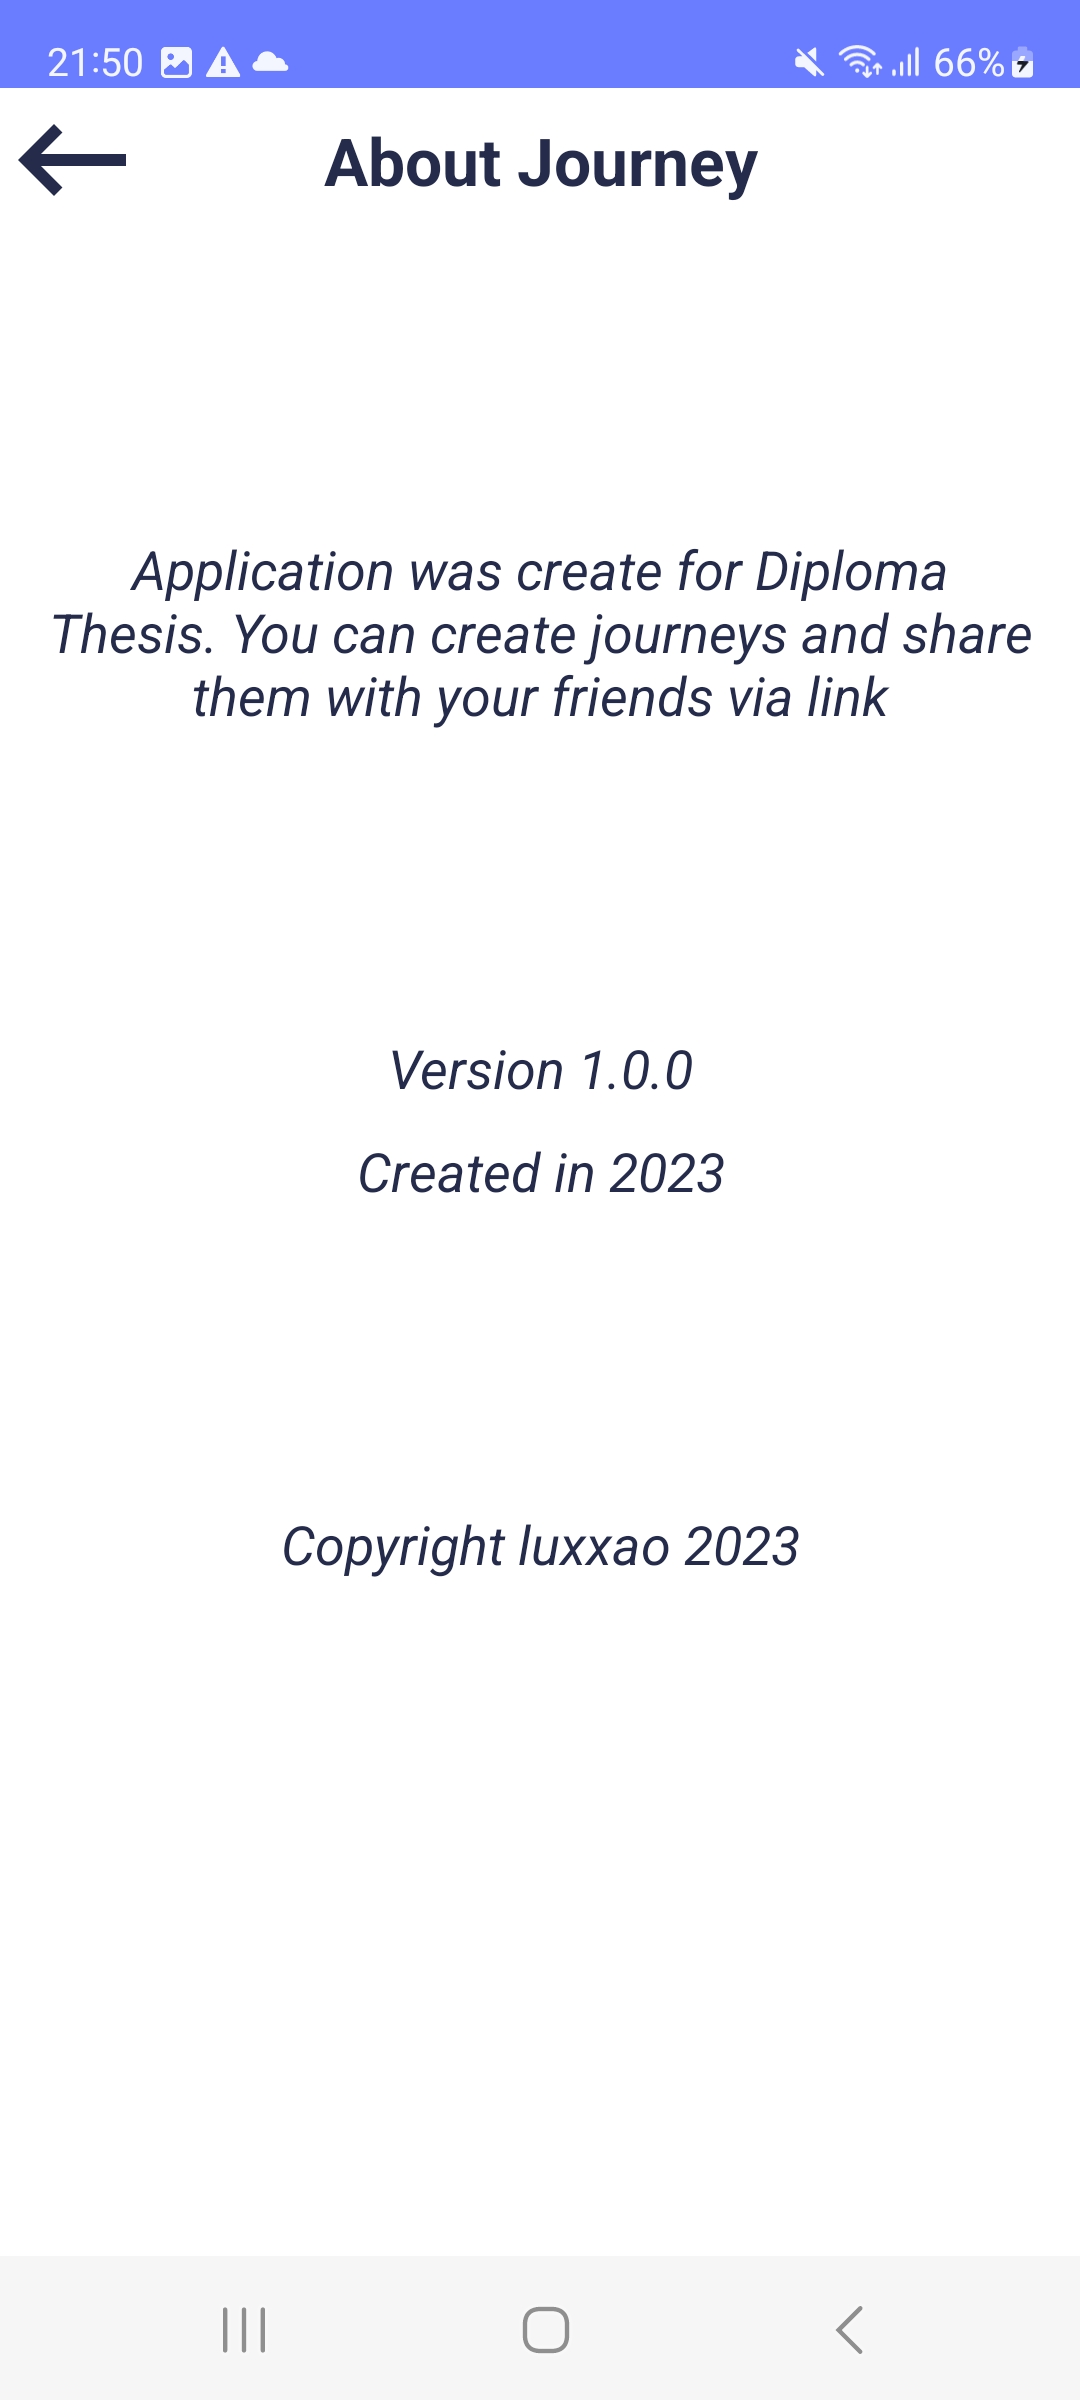 21:50
66%
About Journey
Application was create for Diploma
Thesis. You can create journeys and share
them with your friends via link
Version 1.0.0
Created in 2023
Copyright luxxao 2023